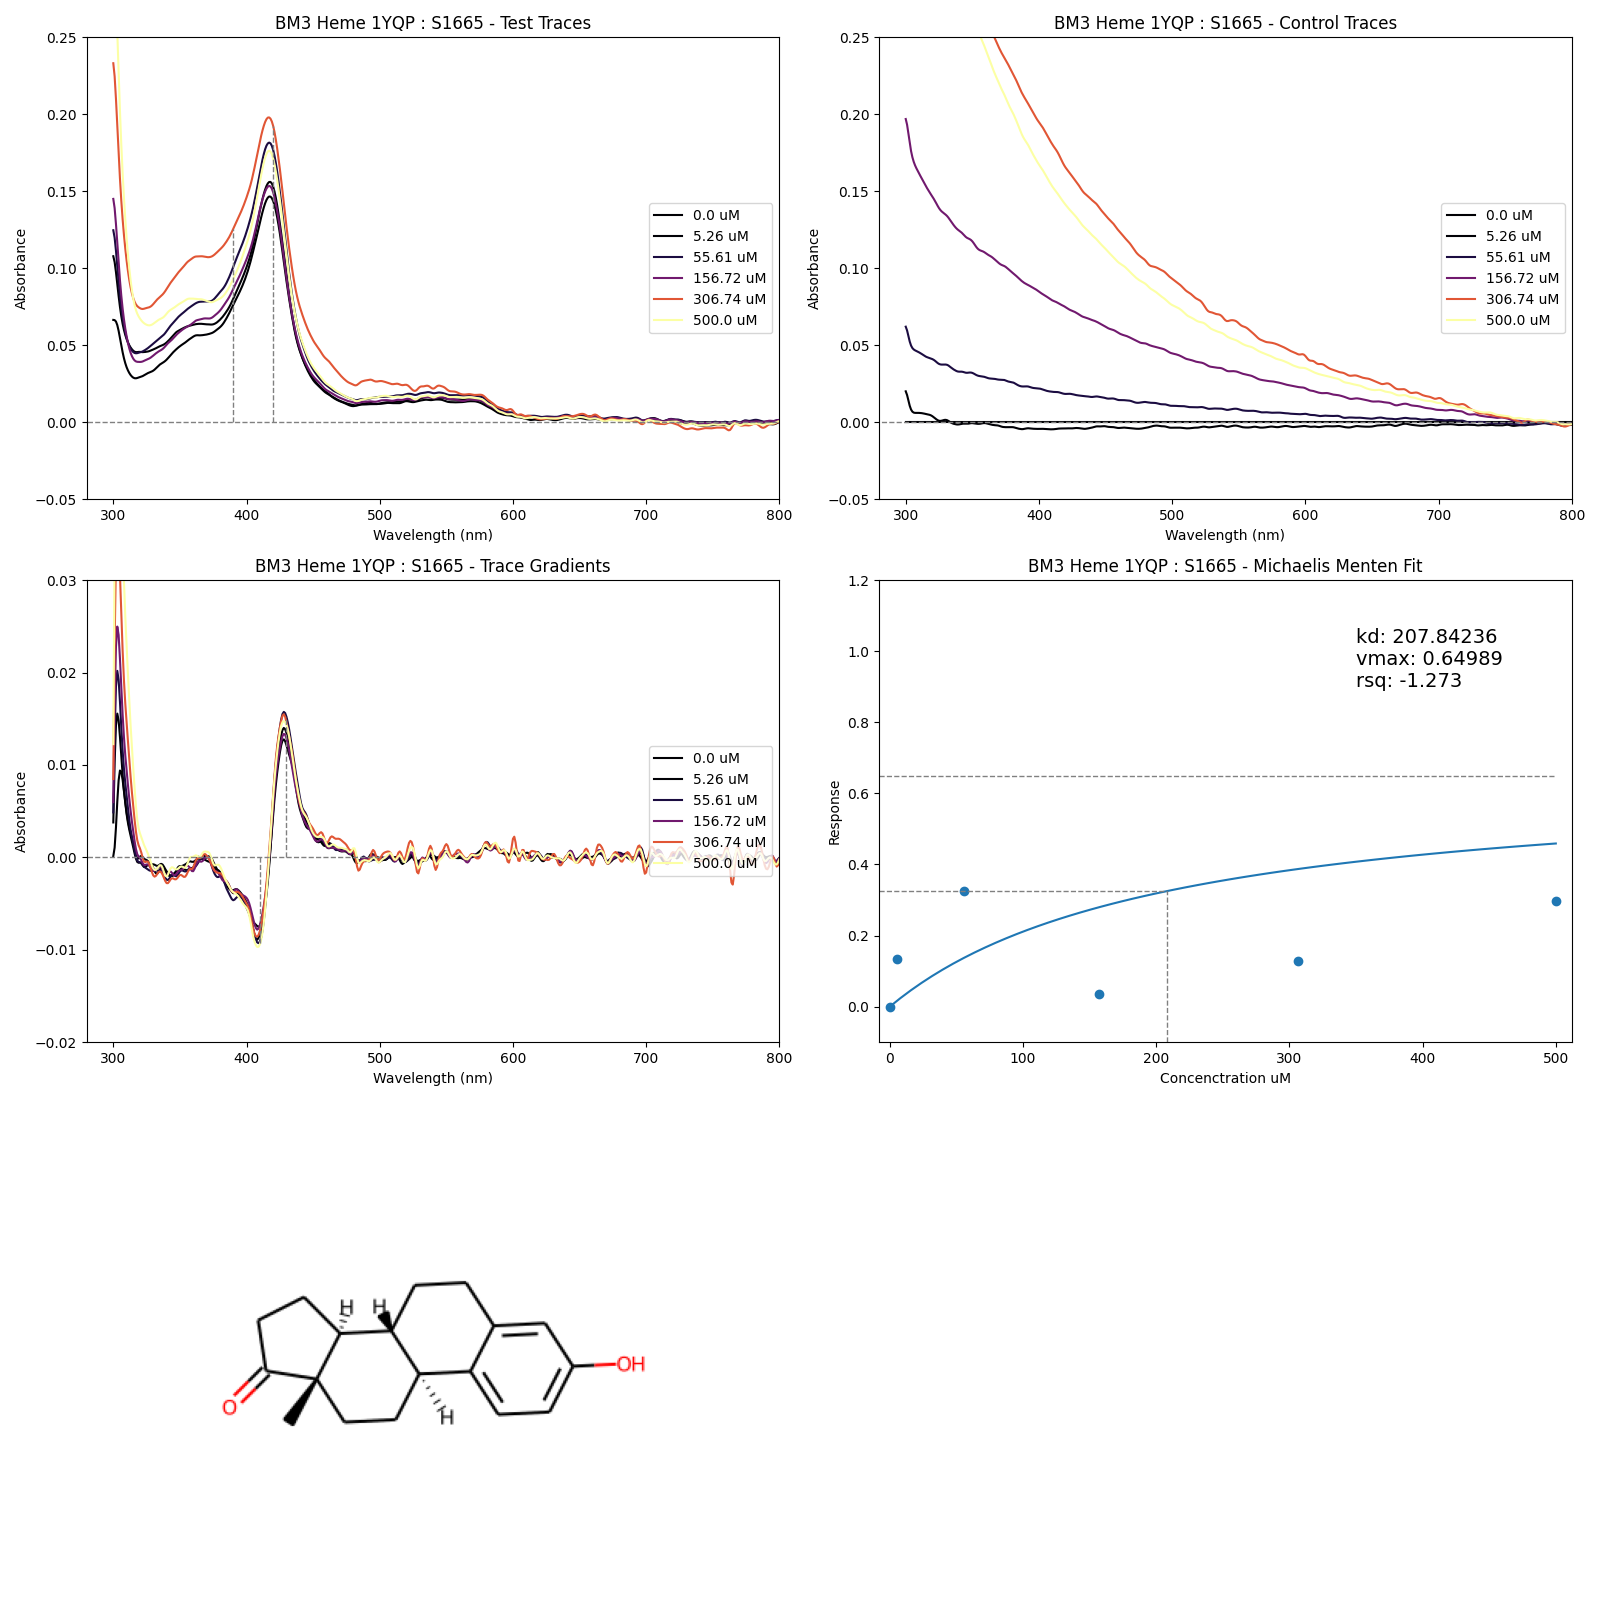 BM3 Heme 1YQP : S1665 - Test Traces
0.25
0.20
0.15
0.10
0.05
0.00
−0.05
Absorbance
0.0 uM
5.26 uM
55.61 uM
156.72 uM
306.74 uM
500.0 uM
300 400 500 600 700 800
Wavelength (nm)
BM3 Heme 1YQP : S1665 - Control Traces
0.25
0.20
0.15
0.10
0.05
0.00
−0.05
Absorbance
0.0 uM
5.26 uM
55.61 uM
156.72 uM
306.74 uM
500.0 uM
300 400 500 600 700 800
Wavelength (nm)
BM3 Heme 1YQP : S1665 - Trace Gradients
0.03
0.02
0.01
0.00
−0.01
−0.02
Absorbance
0.0 uM
5.26 uM
55.61 uM
156.72 uM
306.74 uM
500.0 uM
300 400 500 600 700 800
Wavelength (nm)
BM3 Heme 1YQP : S1665 - Michaelis Menten Fit
1.2
1.0
0.8
0.6
0.4
0.2
0.0
Response
kd: 207.84236
vmax: 0.64989
rsq: -1.273
0 100 200 300 400 500
Concenctration uM
H H
OH
O
H